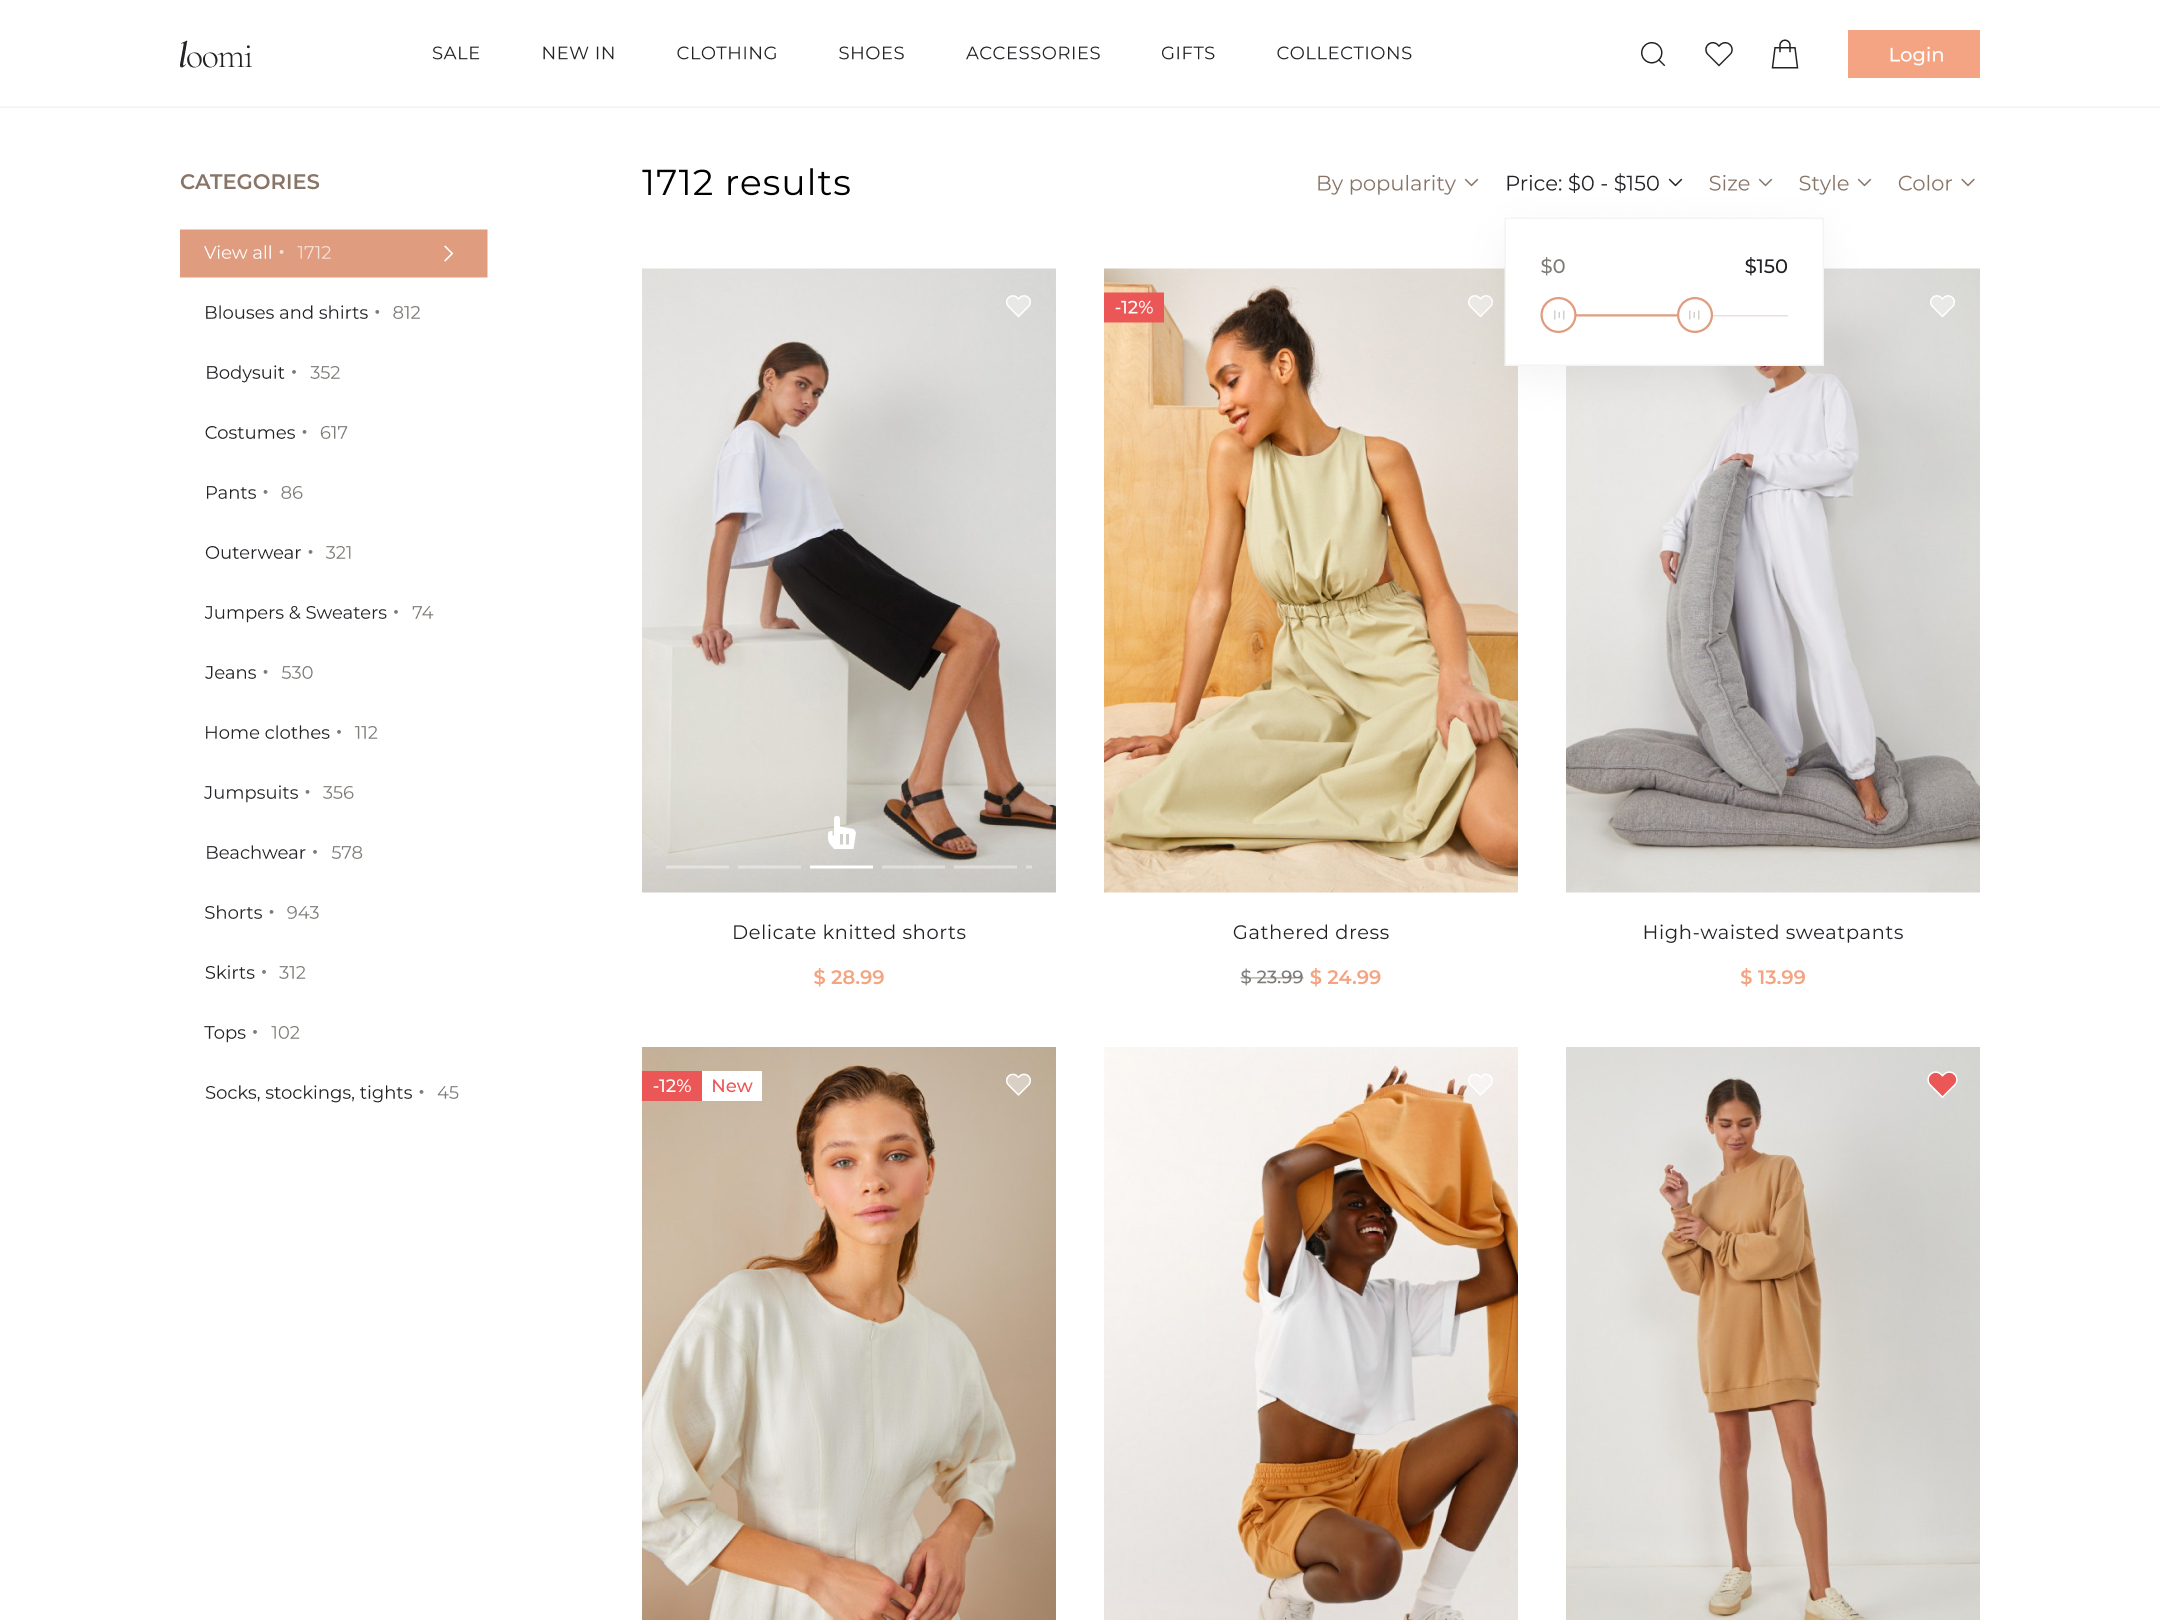 loomi
SALE
NEW IN
CLOTHING
SHOES
ACCESSORIES
GIFTS
COLLECTIONS
Login
CATEGORIES
View all • 1712
Blouses and shirts • 812
Bodysuit • 352
Costumes • 617
Pants • 86
Outerwear • 321
Jumpers & Sweaters • 74
Jeans • 530
Home clothes • 112
Jumpsuits • 356
Beachwear • 578
Shorts • 943
Skirts • 312
Tops • 102
Socks, stockings, tights • 45
1712 results
By popularity
Price: $0 - $150
Size
Style
Color
$0
$150
-12%
Delicate knitted shorts
$ 28.99
Gathered dress
$ 23.99 $ 24.99
High-waisted sweatpants
$ 13.99
-12% New